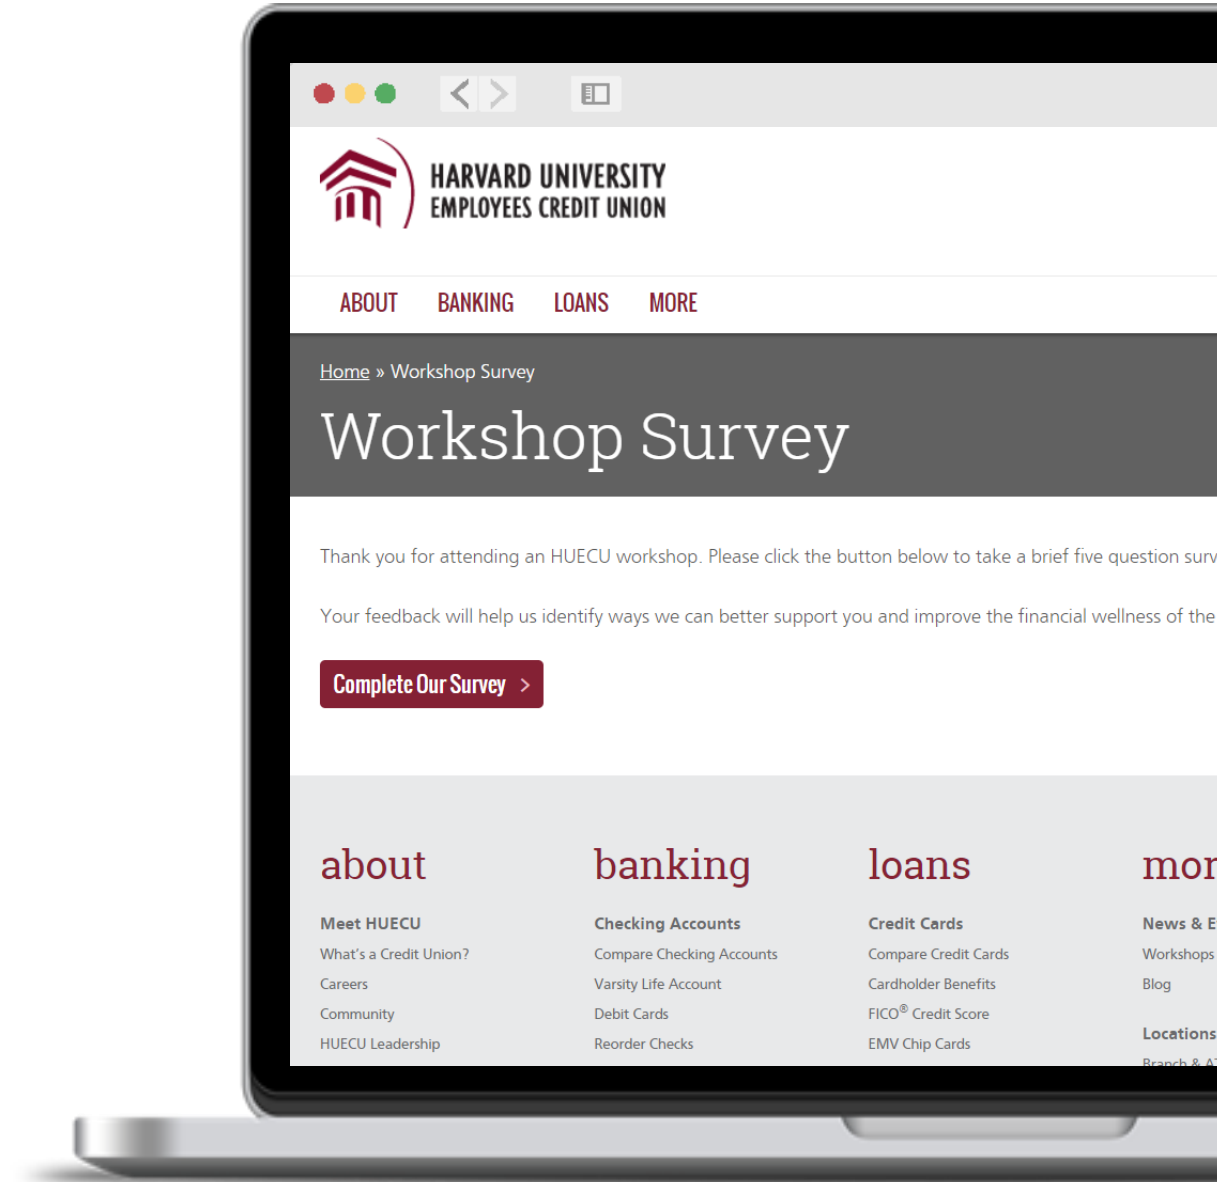 HARVARD UNIVERSITY
EMPLOYEES CREDIT UNION
ABOUT BANKING LOANS MORE
Home » Workshop Survey
Workshop Survey
Thank you for attending an HUECU workshop. Please click the button below to take a brief five question surv
Your feedback will help us identify ways we can better support you and improve the financial wellness of the
Complete Our Survey >
about
Meet HUECU
What's a Credit Union?
Careers
Community
HUECU Leadership
banking
Checking Accounts
Compare Checking Accounts
Varsity Life Account
Debit Cards
Reorder Checks
loans
Credit Cards
Compare Credit Cards
Cardholder Benefits
FICO® Credit Score
EMV Chip Cards
mor
News & E
Workshops
Blog
Locations
Branch & A